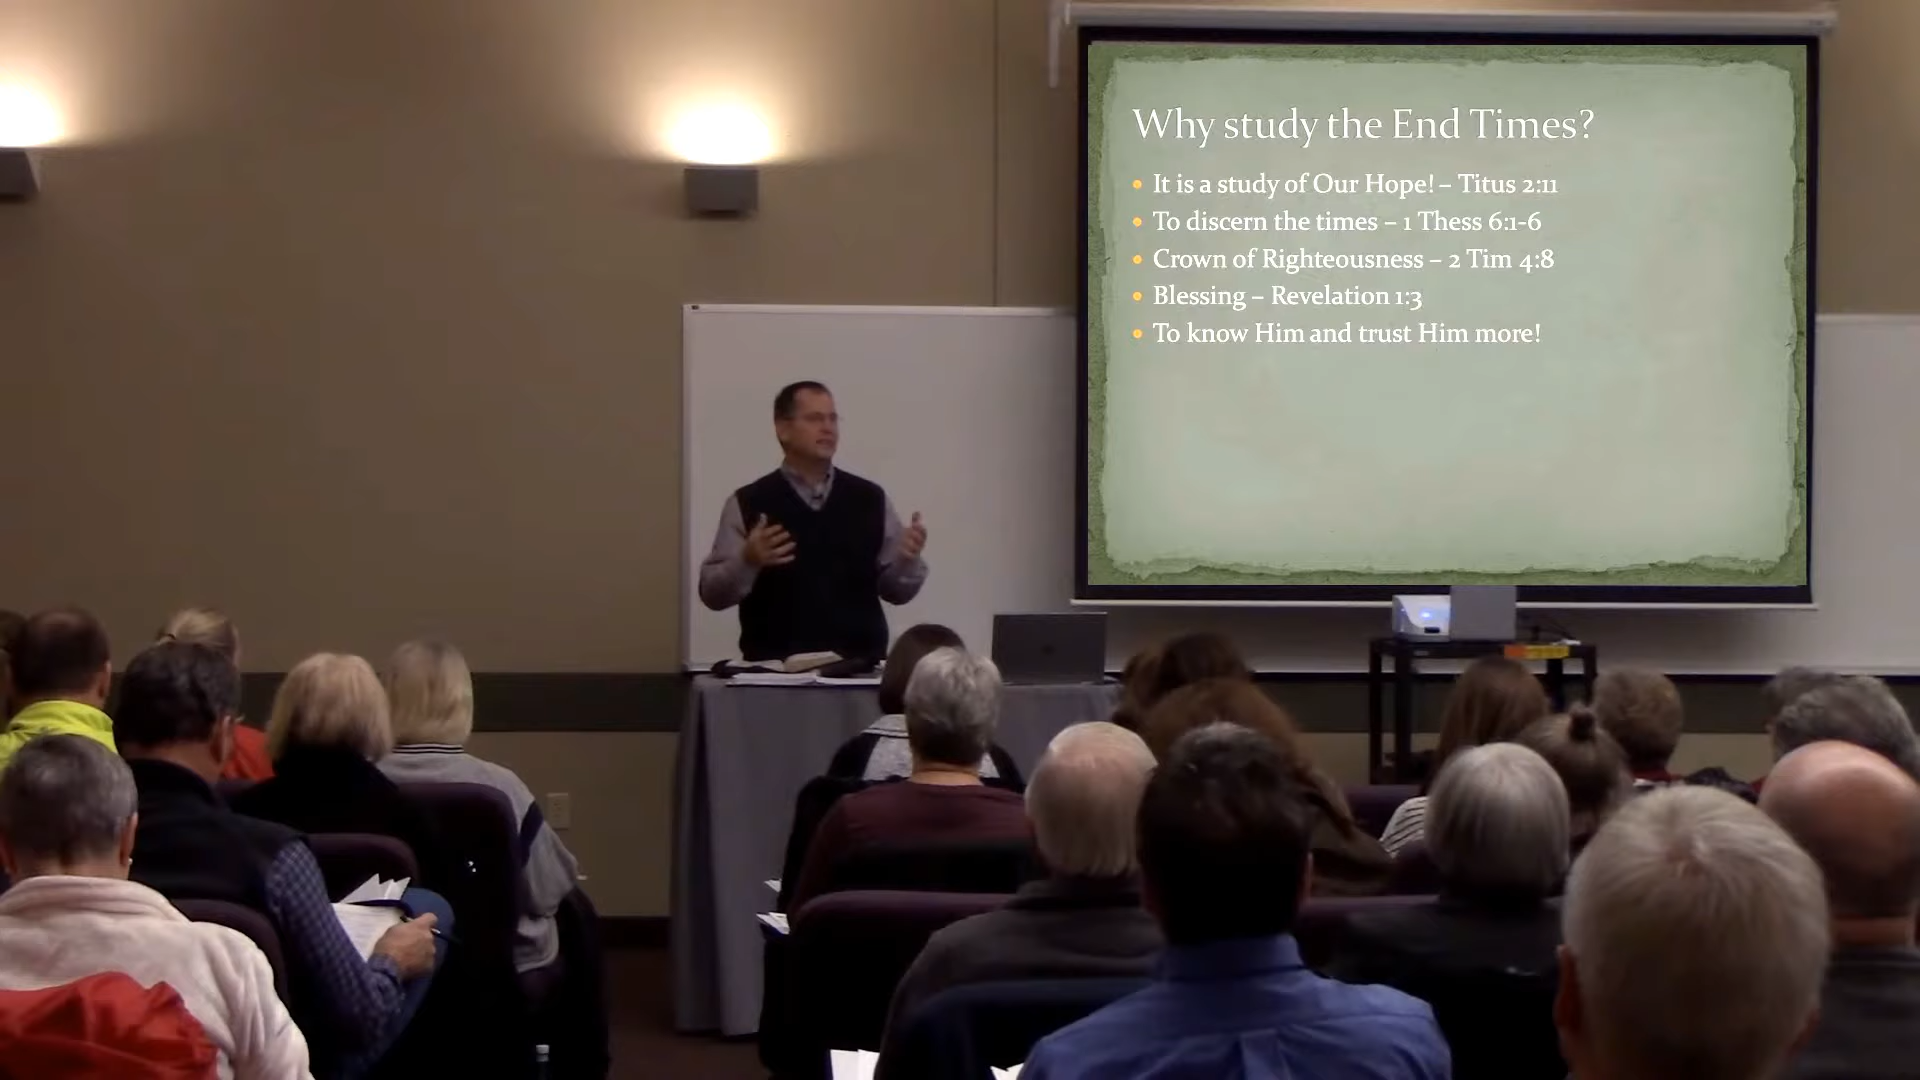 Why study the End Times?
• It is a study of Our Hope! – Titus 2:11
• To discern the times – 1 Thess 6:1-6
• Crown of Righteousness – 2 Tim 4:8
• Blessing – Revelation 1:3
• To know Him and trust Him more!